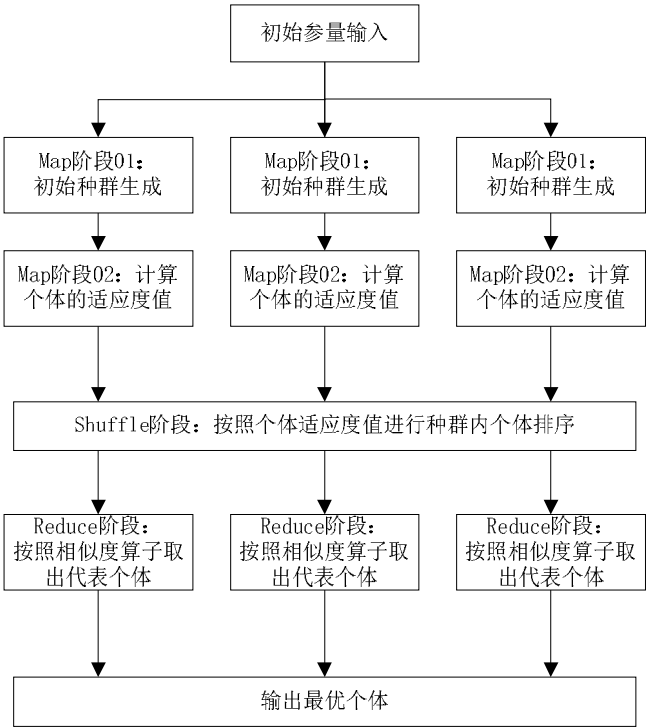 初始参量输入
Map阶段01：
初始种群生成
Map阶段01：
初始种群生成
Map阶段01：
初始种群生成
Map阶段02：计算
个体的适应度值
Map阶段02：计算
个体的适应度值
Map阶段02：计算
个体的适应度值
Shuffle阶段：按照个体适应度值进行种群内个体排序
Reduce阶段：
按照相似度算子取
出代表个体
Reduce阶段：
按照相似度算子取
出代表个体
Reduce阶段：
按照相似度算子取
出代表个体
输出最优个体